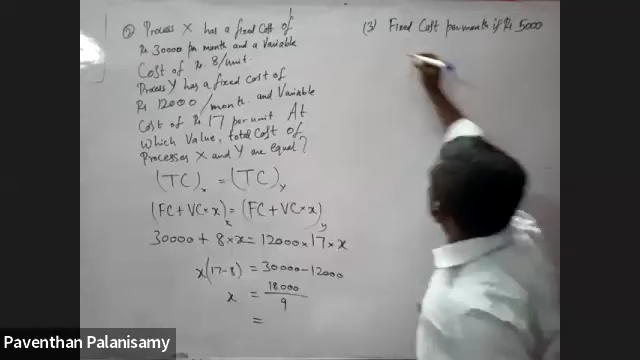 ② Process X has a fixed cost of
Rs 30000 per month and a variable
Cost of Rs. 8/unit.
Process Y has a fixed cost of
Rs 12000/month and Variable
Cost of Rs 17 per unit. At
which value, total cost of
Processes X and Y are equal?
(TC)x = (TC)y
(FC + VC × x)x = (FC + VC × x)y
30000 + 8 × x = 12000 × 17 × x
x(17-8) = 30000 - 12000
x = 18000/9
=
(3) Fixed Cost per month is Rs 5000
Paventhan Palanisamy